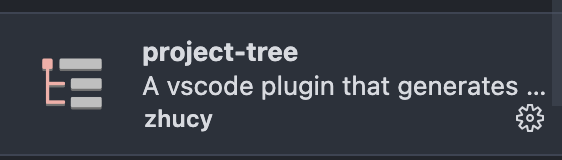 project-tree
A vscode plugin that generates ...
zhucy